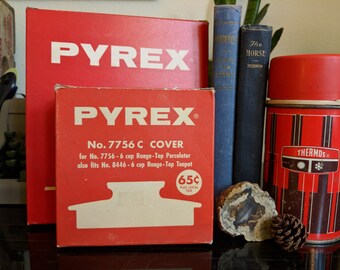 PYREX®
PYREX®
No. 7756 C COVER
for No. 7756 - 6 cup Range-Top Percolator
also fits No. 8446 - 6 cup Range-Top Teapot
65¢
The
HORSE
THERMOS